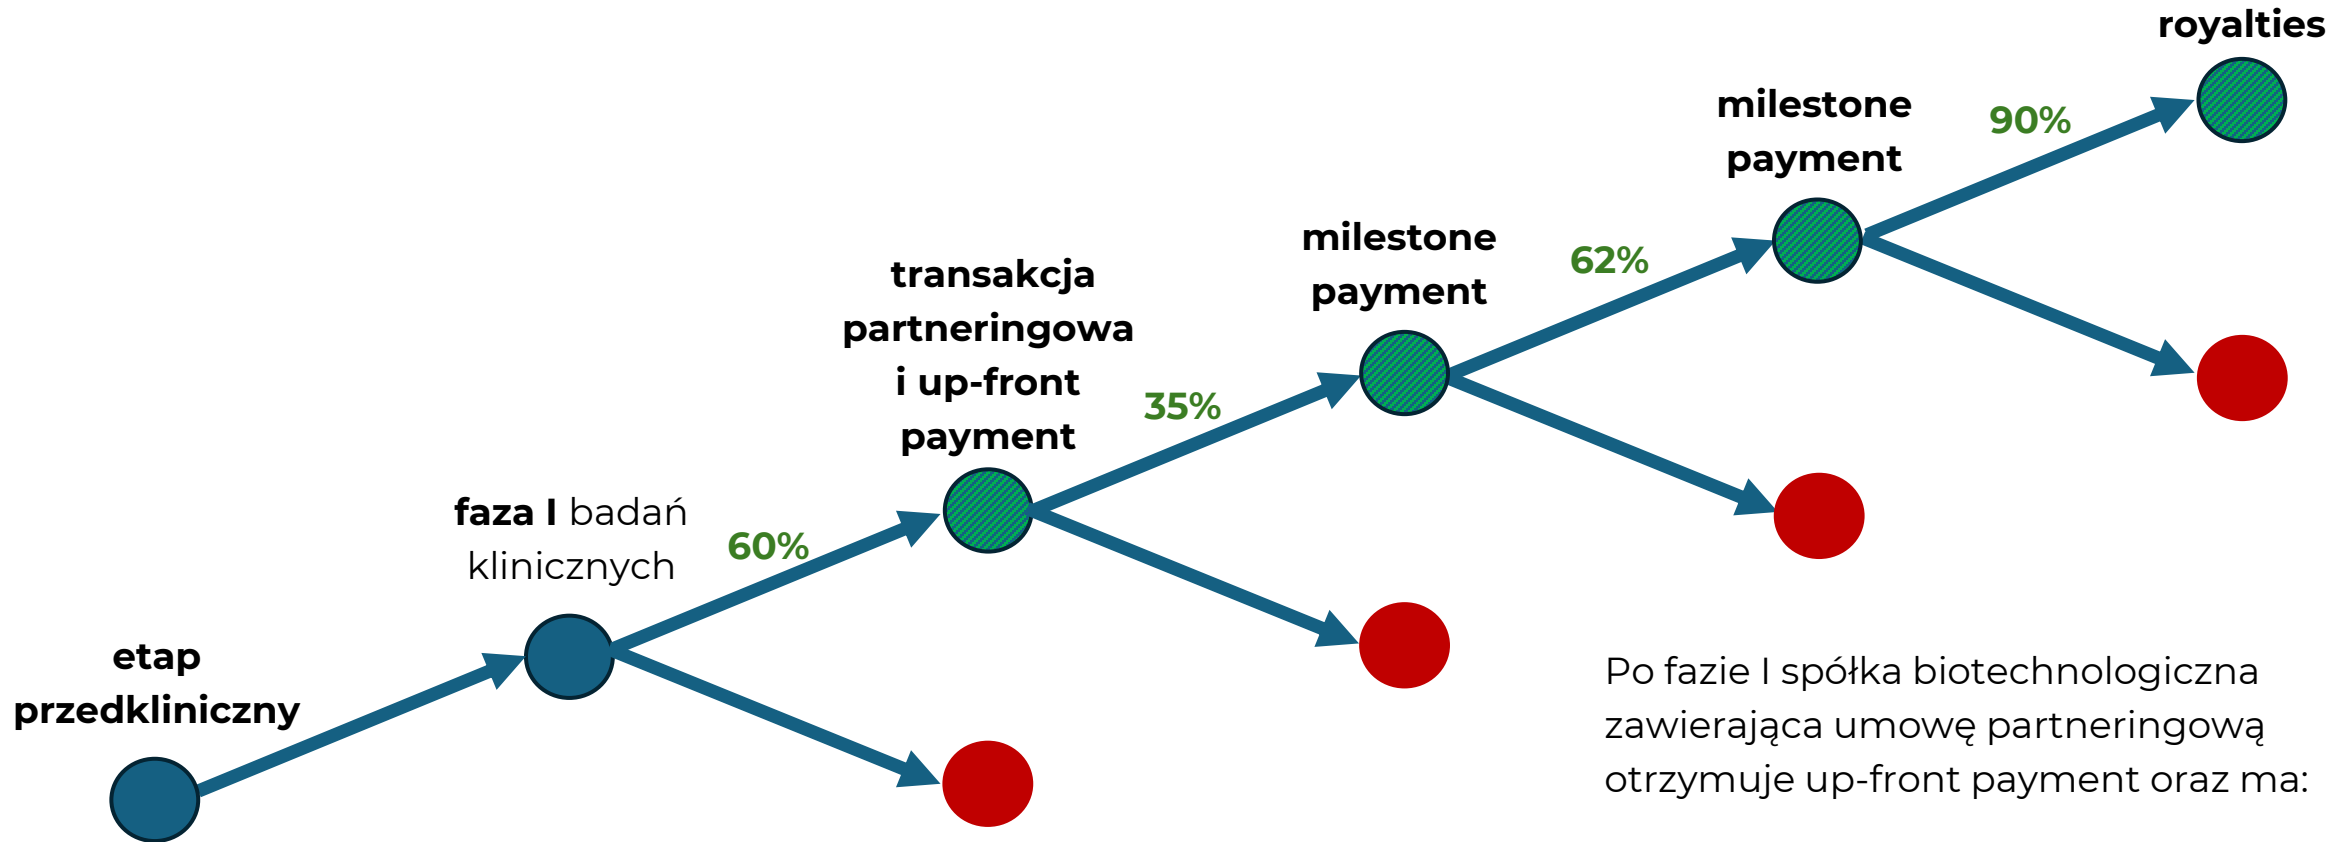 royalties
milestone
payment
90%
milestone
payment
62%
transakcja
partneringowa
i up-front
payment
35%
faza I badań
klinicznych
60%
etap
przedkliniczny
Po fazie I spółka biotechnologiczna
zawierająca umowę partneringową
otrzymuje up-front payment oraz ma: